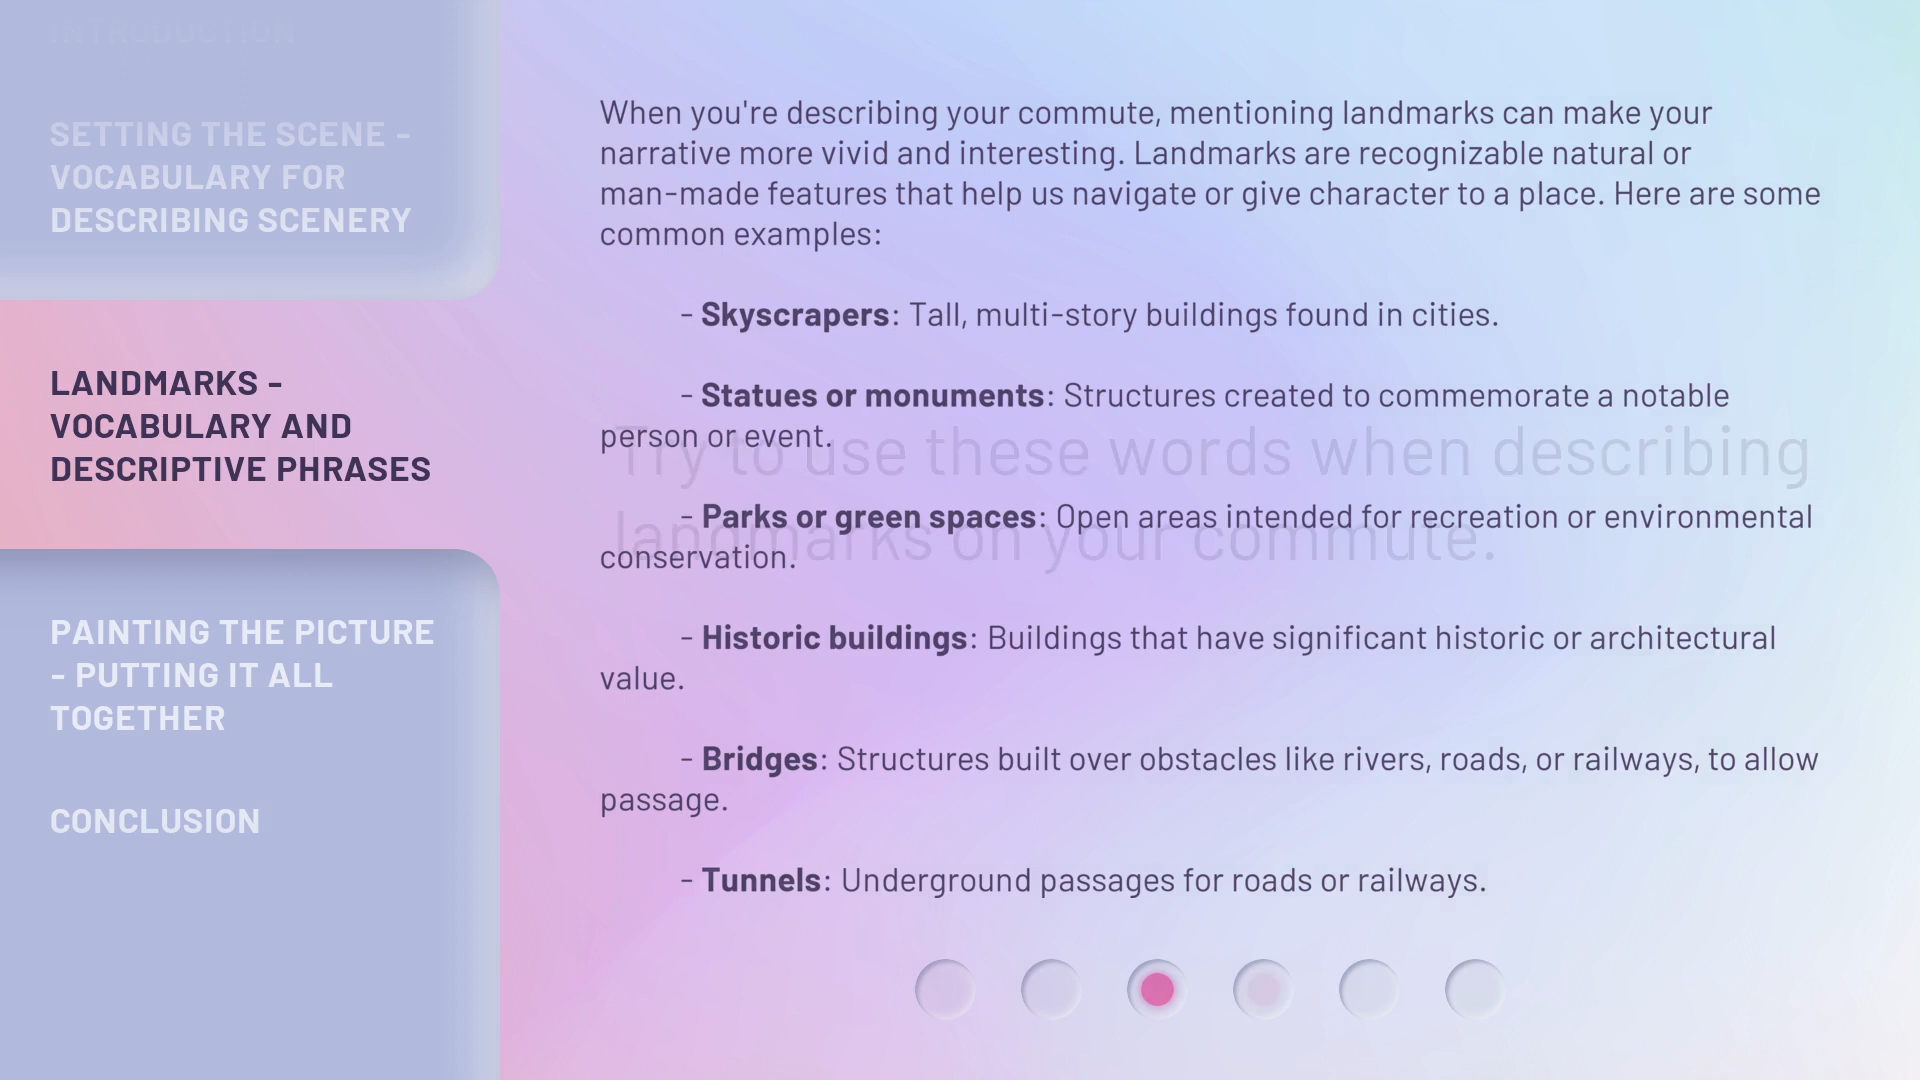 INTRODUCTION
SETTING THE SCENE -
VOCABULARY FOR
DESCRIBING SCENERY
LANDMARKS -
VOCABULARY AND
DESCRIPTIVE PHRASES
PAINTING THE PICTURE
- PUTTING IT ALL
TOGETHER
CONCLUSION
When you're describing your commute, mentioning landmarks can make your
narrative more vivid and interesting. Landmarks are recognizable natural or
man-made features that help us navigate or give character to a place. Here are some
common examples:
- Skyscrapers: Tall, multi-story buildings found in cities.
- Statues or monuments: Structures created to commemorate a notable
person or event.
- Parks or green spaces: Open areas intended for recreation or environmental
conservation.
- Historic buildings: Buildings that have significant historic or architectural
value.
- Bridges: Structures built over obstacles like rivers, roads, or railways, to allow
passage.
- Tunnels: Underground passages for roads or railways.
Try to use these words when describing
landmarks on your commute.